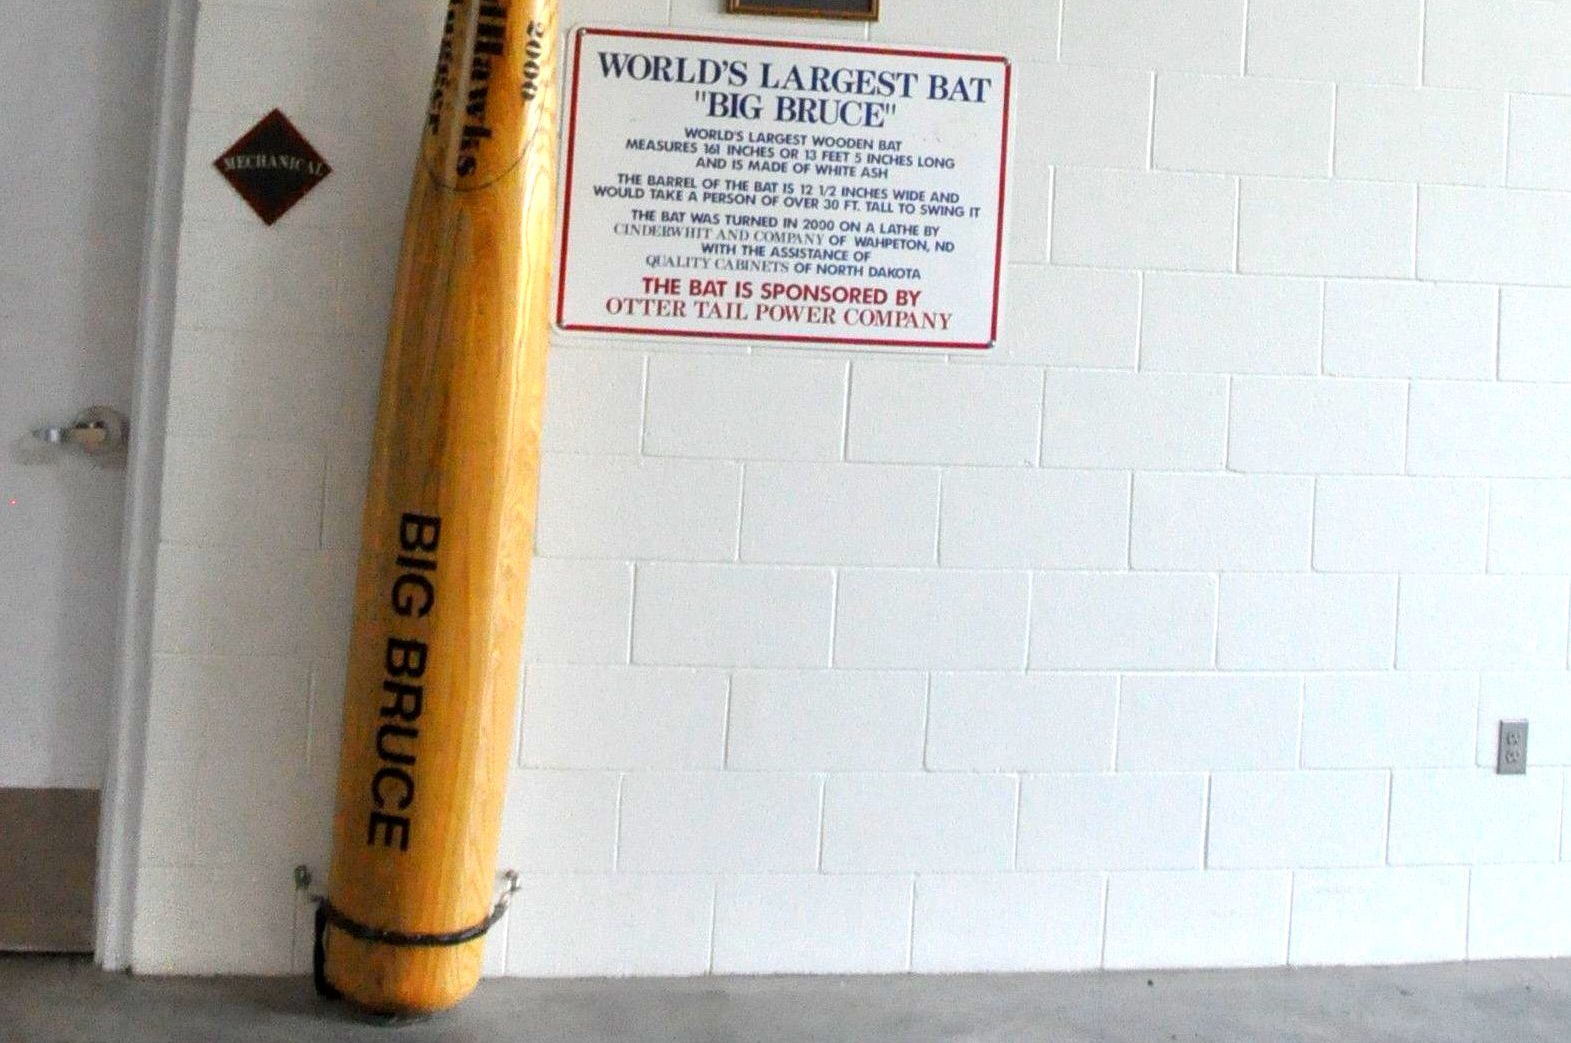 2000
Hawks
MECHANICAL
WORLD'S LARGEST BAT
"BIG BRUCE"
WORLD'S LARGEST WOODEN BAT
MEASURES 161 INCHES OR 13 FEET 5 INCHES LONG
AND IS MADE OF WHITE ASH
THE BARREL OF THE BAT IS 12 1/2 INCHES WIDE AND
WOULD TAKE A PERSON OF OVER 30 FT. TALL TO SWING IT
THE BAT WAS TURNED IN 2000 ON A LATHE BY
CINDERWHIT AND COMPANY OF WAHPETON, ND
WITH THE ASSISTANCE OF
QUALITY CABINETS OF NORTH DAKOTA
THE BAT IS SPONSORED BY
OTTER TAIL POWER COMPANY
BIG BRUCE